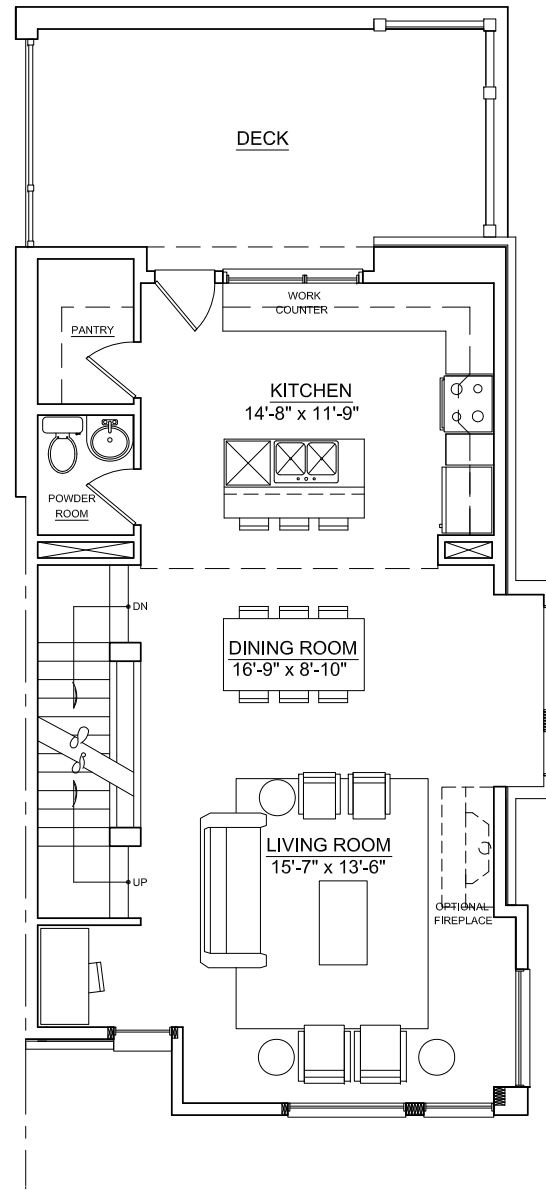 DECK
WORK
COUNTER
PANTRY
KITCHEN
14'-8" x 11'-9"
POWDER
ROOM
DN
DINING ROOM
16'-9" x 8'-10"
LIVING ROOM
15'-7" x 13'-6"
UP
OPTIONAL
FIREPLACE